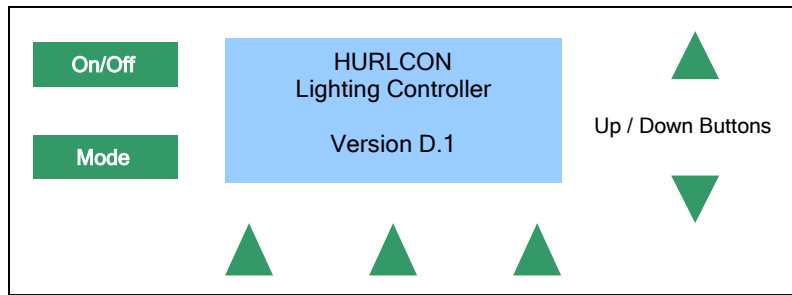 On/Off
Mode
HURLCON
Lighting Controller
Version D.1
Up / Down Buttons